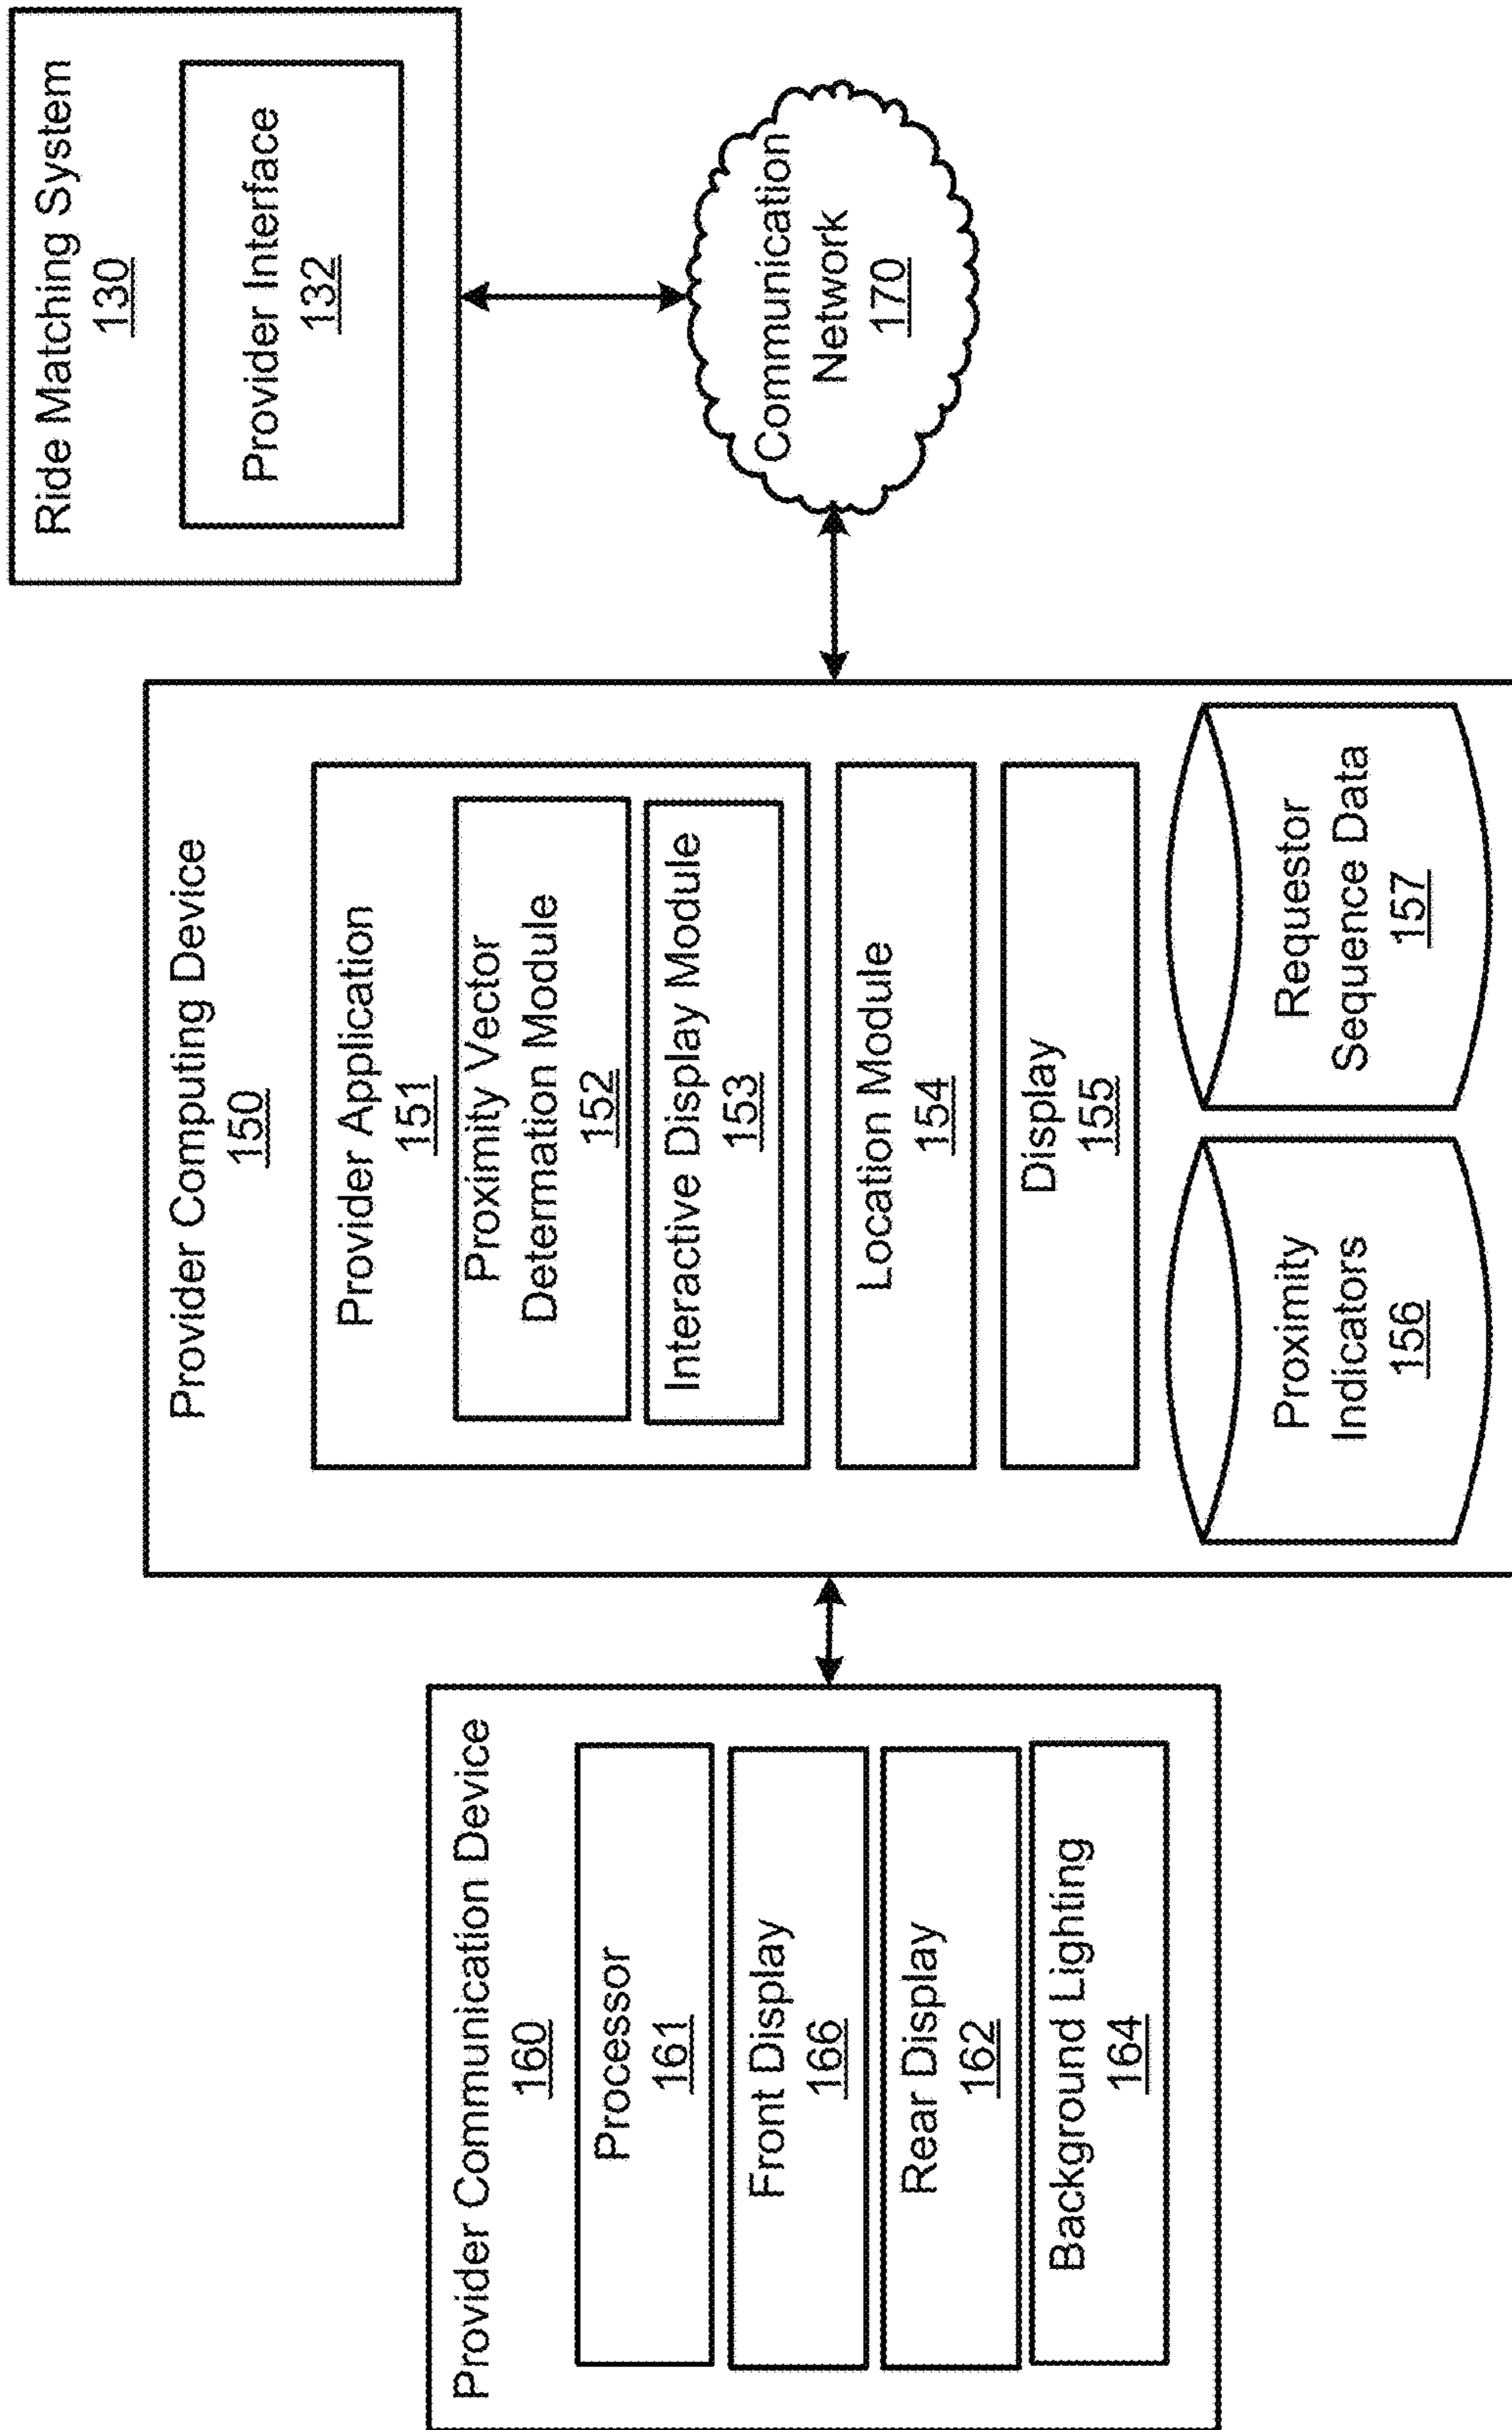 Provider Communication Device
160
Processor
161
Front Display
166
Rear Display
162
Background Lighting
164
Provider Computing Device
150
Provider Application
151
Proximity Vector
Determation Module
152
Interactive Display Module
153
Location Module
154
Display
155
Proximity
Indicators
156
Requestor
Sequence Data
157
Ride Matching System
130
Provider Interface
132
Communication
Network
170